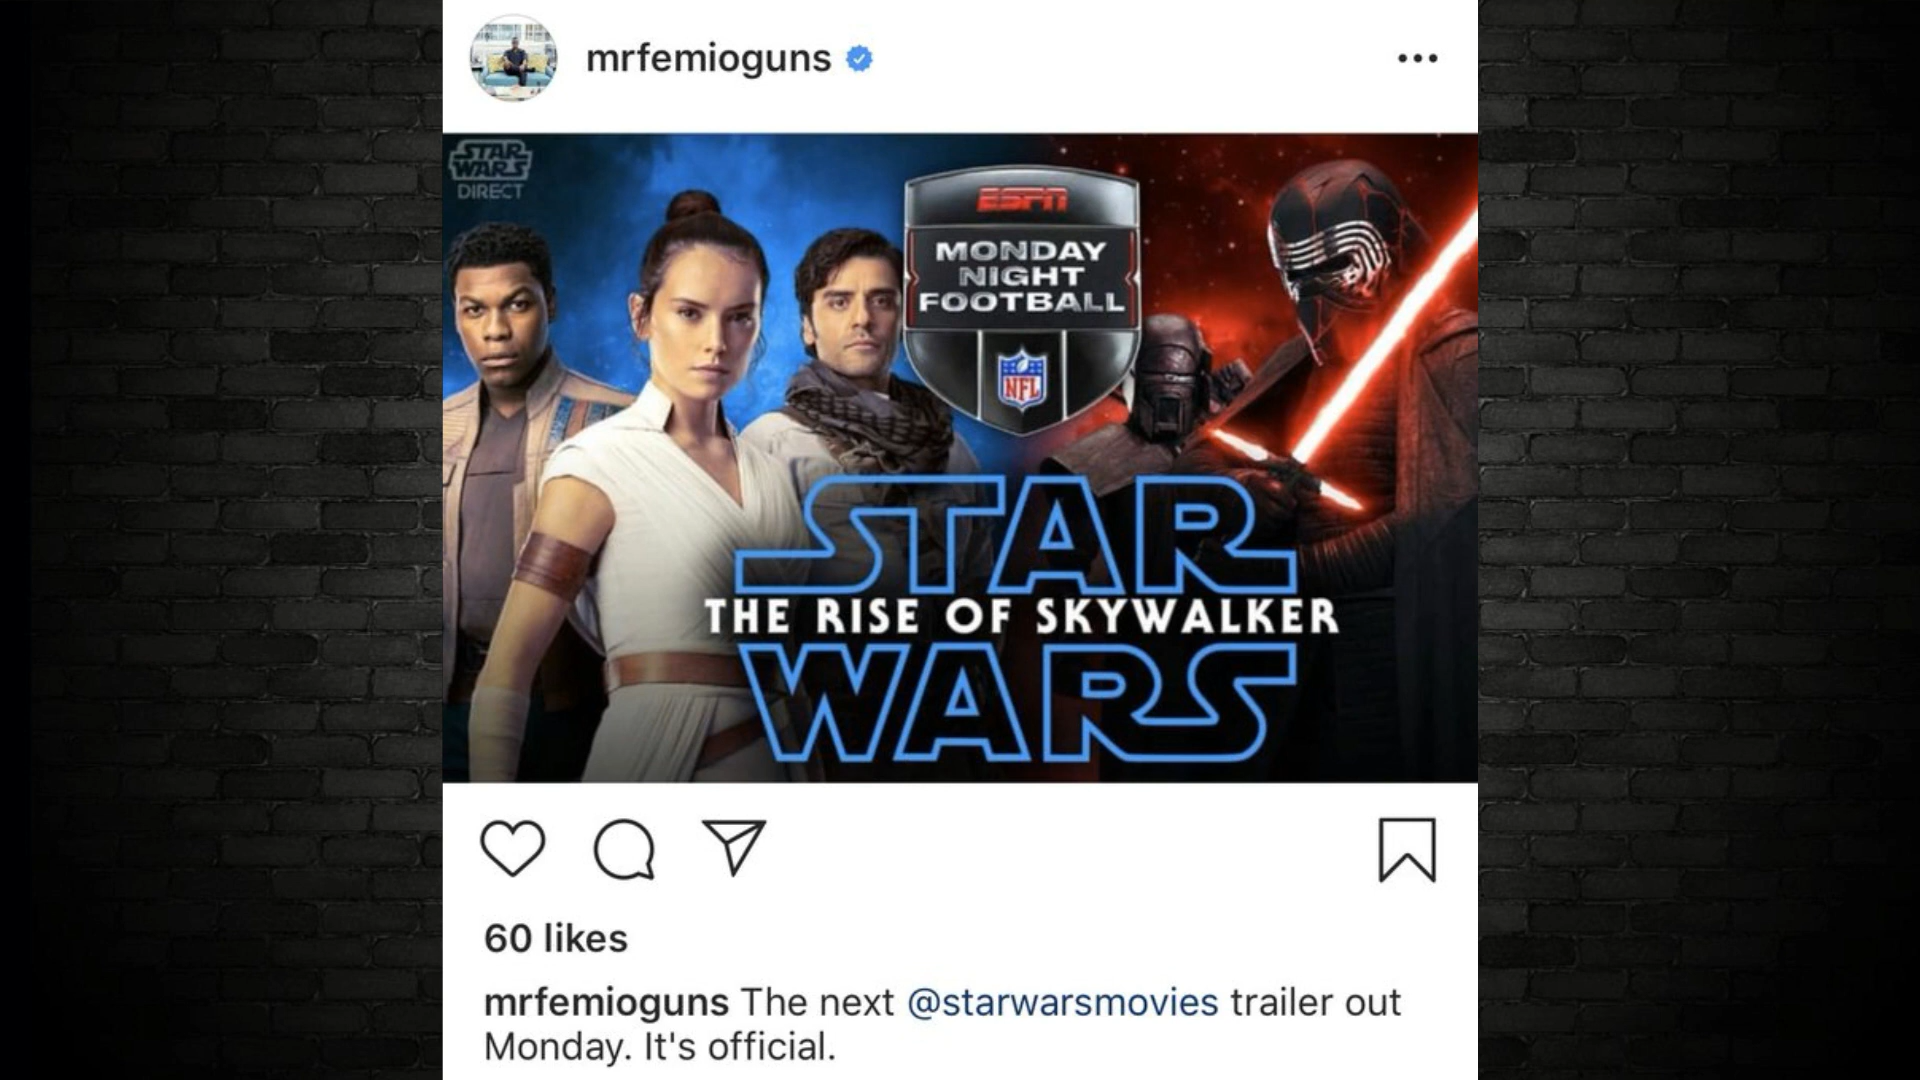 mrfemioguns
STAR
WARS
DIRECT
ESPN
MONDAY
NIGHT
FOOTBALL
NFL
STAR
THE RISE OF SKYWALKER
WARS
60 likes
mrfemioguns The next @starwarsmovies trailer out
Monday. It's official.